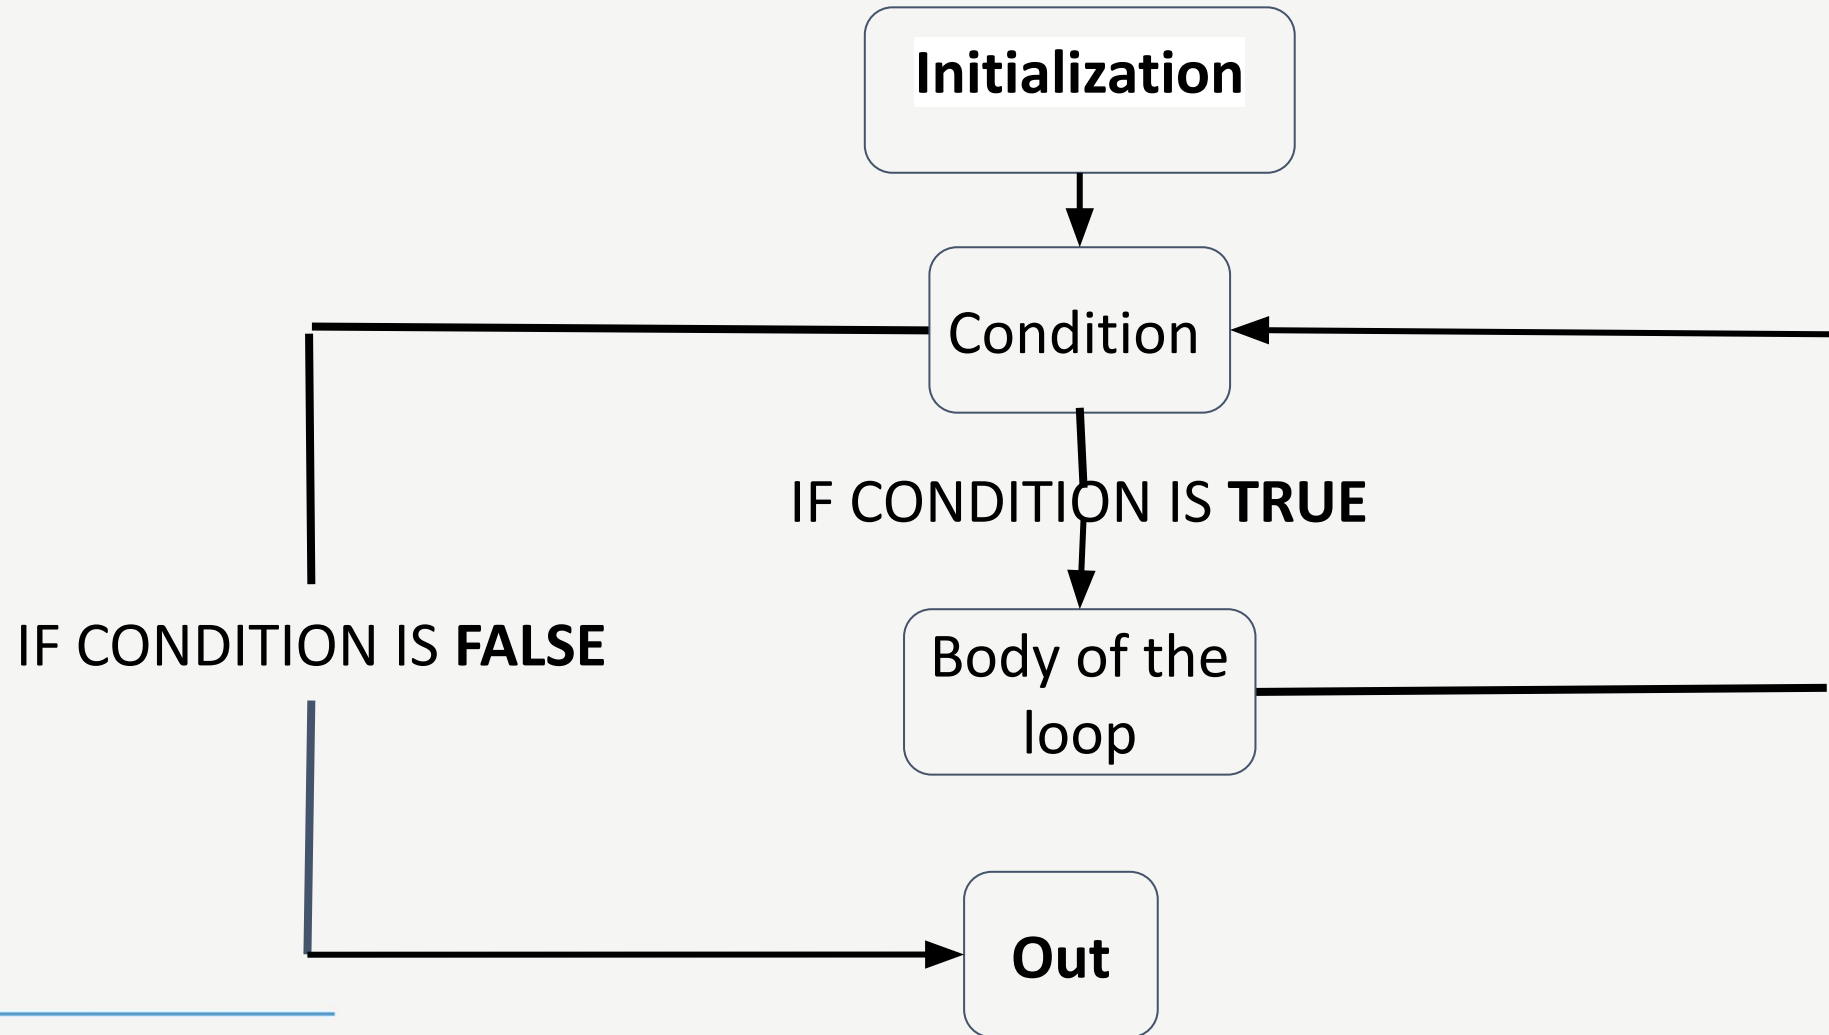 Initialization
Condition
IF CONDITION IS TRUE
IF CONDITION IS FALSE
Body of the
loop
Out